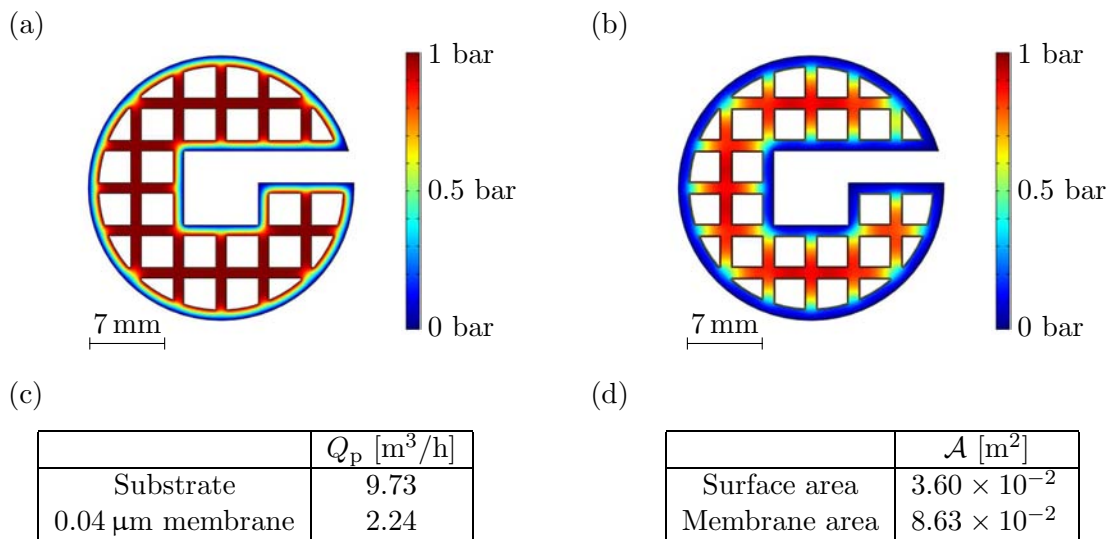 (a)
1 bar
0.5 bar
0 bar
7 mm
(b)
1 bar
0.5 bar
0 bar
7 mm
(c)
Qₚ [m³/h]
Substrate 9.73
0.04 μm membrane 2.24
(d)
𝒜 [m²]
Surface area 3.60 × 10⁻²
Membrane area 8.63 × 10⁻²